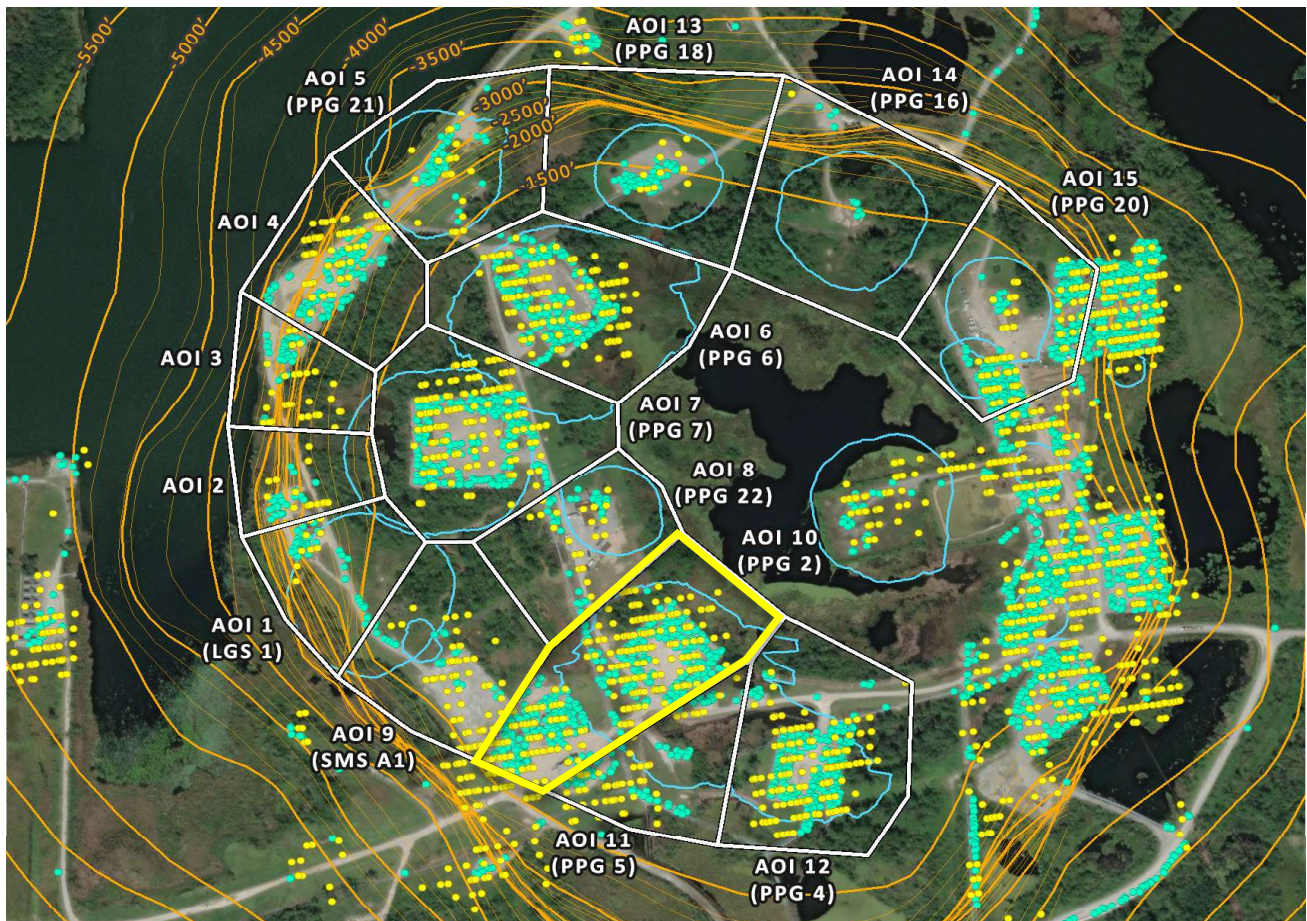 -5500'
-5000'
-4500'
-4000'
-3500'
-3000'
-2500'
-2000'
-1500'
AOI 13
(PPG 18)
AOI 5
(PPG 21)
AOI 14
(PPG 16)
AOI 15
(PPG 20)
AOI 4
AOI 3
AOI 6
(PPG 6)
AOI 7
(PPG 7)
AOI 2
AOI 8
(PPG 22)
AOI 10
(PPG 2)
AOI 1
(LGS 1)
AOI 9
(SMS A1)
AOI 11
(PPG 5)
AOI 12
(PPG 4)